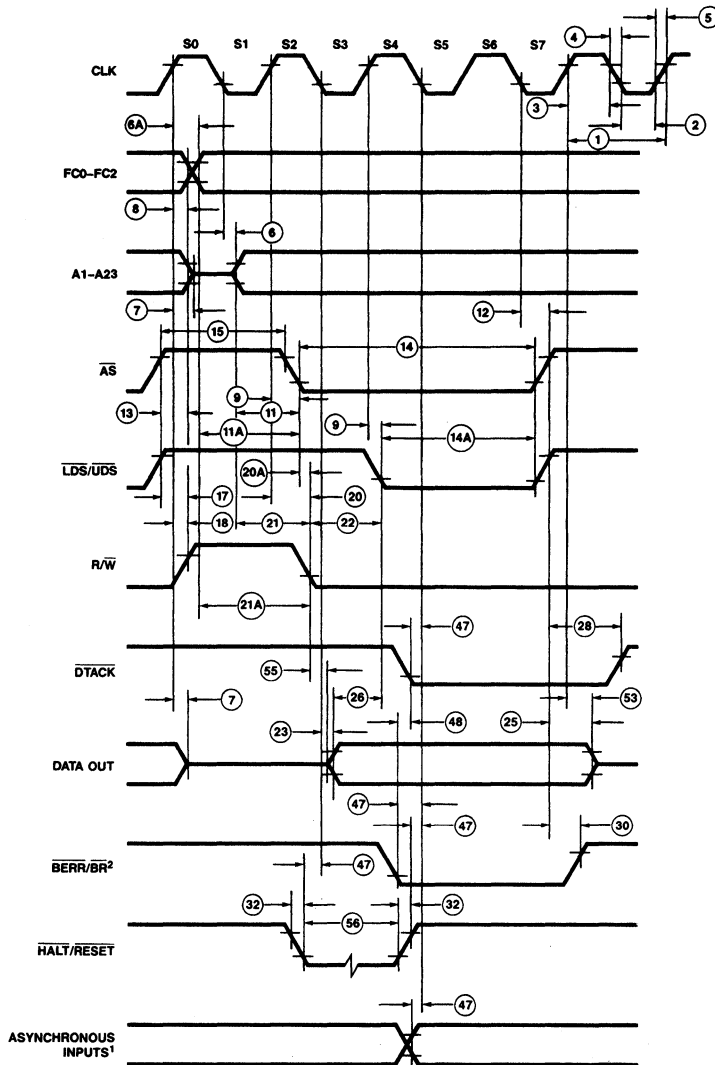 S0 S1 S2 S3 S4 S5 S6 S7
4 5
CLK
3 2
1
6A
FC0–FC2
8
6
A1–A23
7
12
15
14
AS
13
9 11
9
11A
14A
LDS/UDS
20A
17 20
18 21 22
R/W
21A
47 28
DTACK
55
7 26 53
23 48 25
DATA OUT
47
47 30
BERR/BR2
47
32 56 32
HALT/RESET
47
ASYNCHRONOUS
INPUTS1